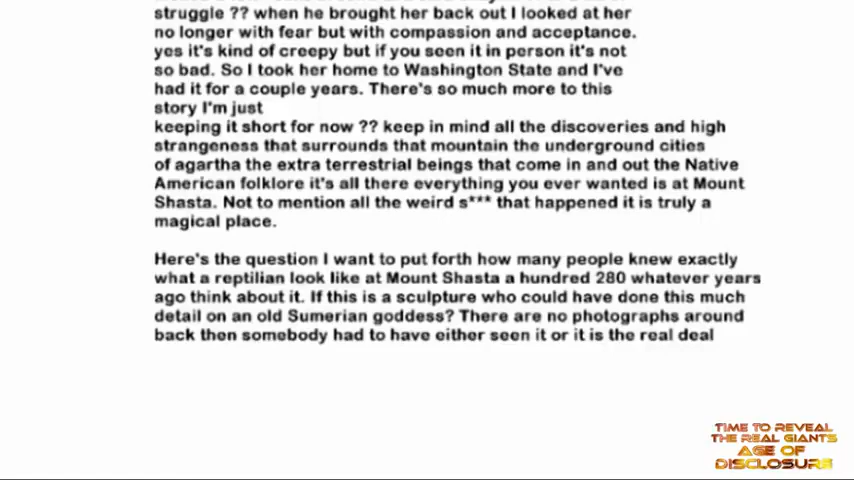 struggle ?? when he brought her back out I looked at her
no longer with fear but with compassion and acceptance.
yes it's kind of creepy but if you seen it in person it's not
so bad. So I took her home to Washington State and I've
had it for a couple years. There's so much more to this
story I'm just
keeping it short for now ?? keep in mind all the discoveries and high
strangeness that surrounds that mountain the underground cities
of agartha the extra terrestrial beings that come in and out the Native
American folklore it's all there everything you ever wanted is at Mount
Shasta. Not to mention all the weird s*** that happened it is truly a
magical place.
Here's the question I want to put forth how many people knew exactly
what a reptilian look like at Mount Shasta a hundred 280 whatever years
ago think about it. If this is a sculpture who could have done this much
detail on an old Sumerian goddess? There are no photographs around
back then somebody had to have either seen it or it is the real deal
TIME TO REVEAL
THE REAL GIANTS
AGE OF
DISCLOSURE